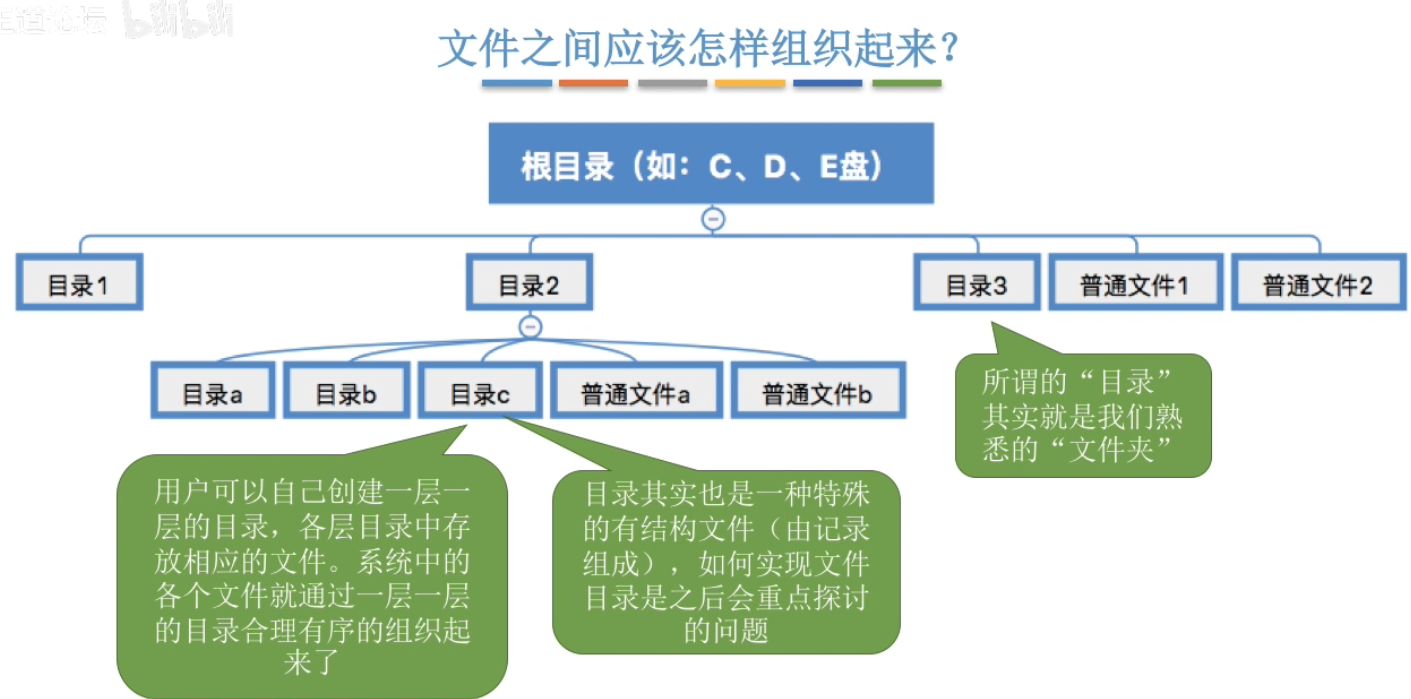 王道论坛 bilibili
文件之间应该怎样组织起来？
根目录（如：C、D、E盘）
目录1
目录2
目录3
普通文件1
普通文件2
目录a
目录b
目录c
普通文件a
普通文件b
所谓的“目录”
其实就是我们熟
悉的“文件夹”
用户可以自己创建一层一
层的目录，各层目录中存
放相应的文件。系统中的
各个文件就通过一层一层
的目录合理有序的组织起
来了
目录其实也是一种特殊
的有结构文件（由记录
组成），如何实现文件
目录是之后会重点探讨
的问题